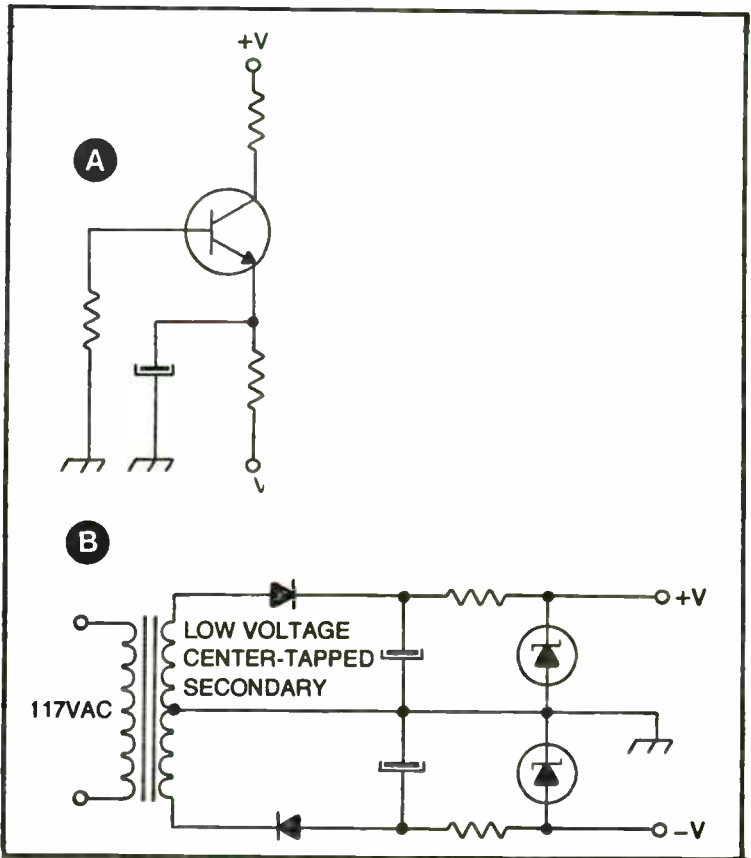 +V
A
B
LOW VOLTAGE
CENTER-TAPPED
SECONDARY
117VAC
+V
−V